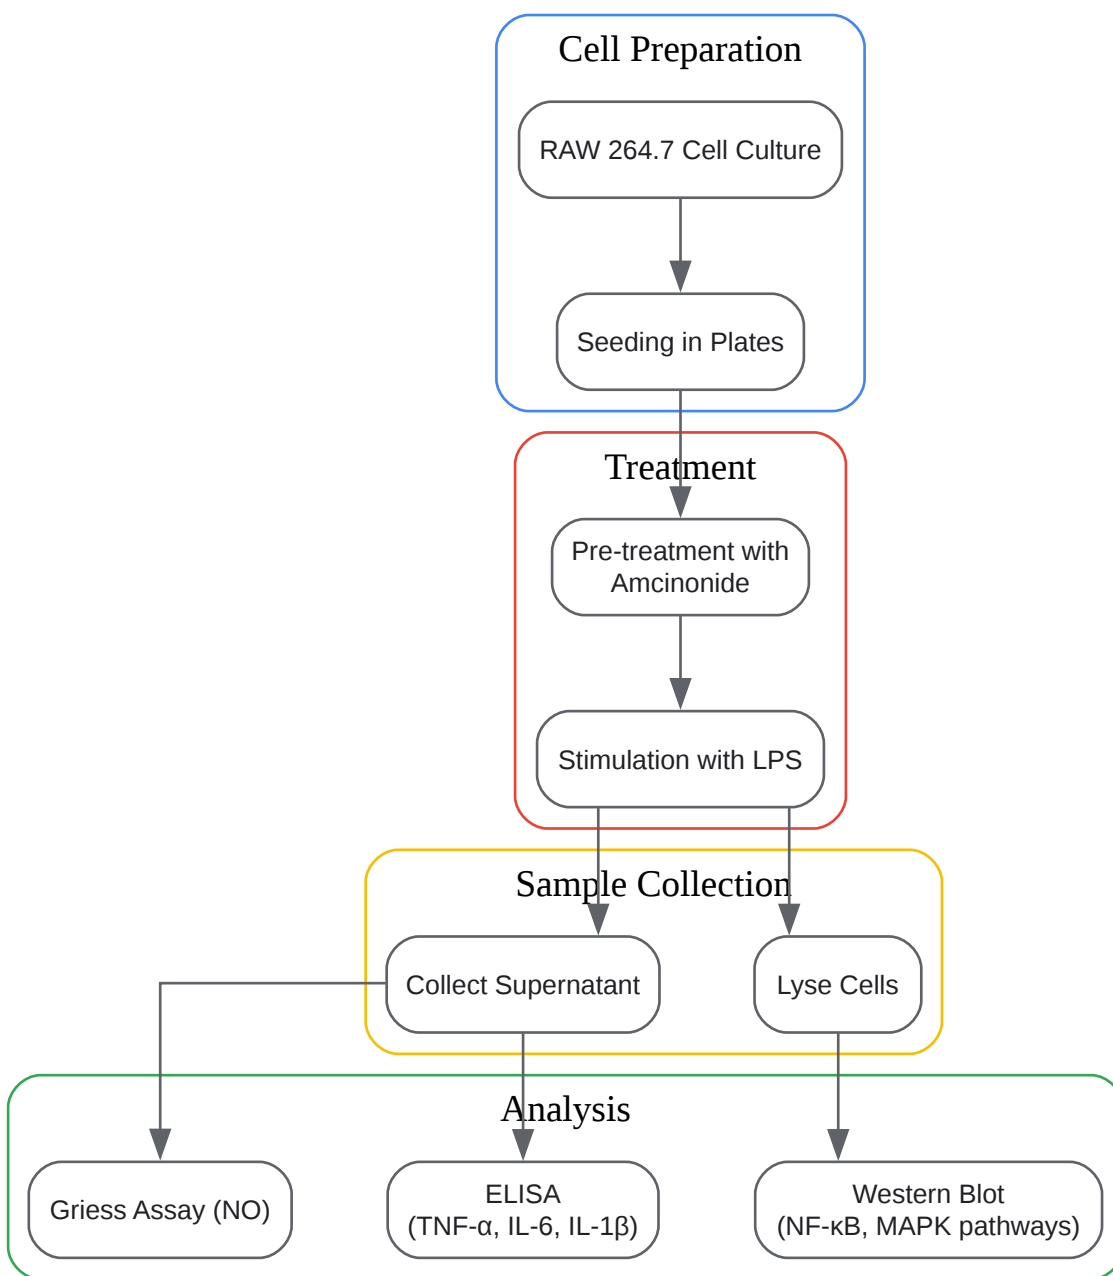 Cell Preparation
RAW 264.7 Cell Culture
Seeding in Plates
Treatment
Pre-treatment with
Amcinonide
Stimulation with LPS
Sample Collection
Collect Supernatant
Lyse Cells
Analysis
Griess Assay (NO)
ELISA
(TNF-α, IL-6, IL-1β)
Western Blot
(NF-κB, MAPK pathways)